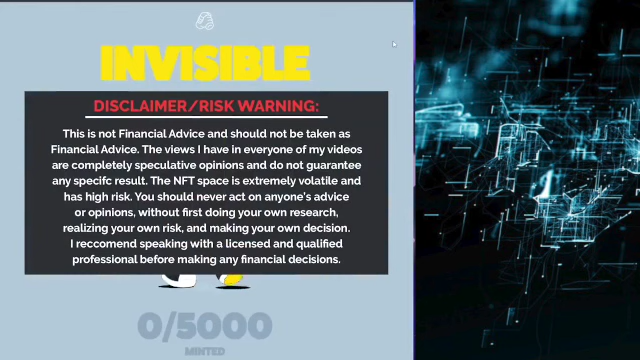 INVISIBLE
DISCLAIMER/RISK WARNING:
This is not Financial Advice and should not be taken as
Financial Advice. The views I have in everyone of my videos
are completely speculative opinions and do not guarantee
any specifc result. The NFT space is extremely volatile and
has high risk. You should never act on anyone's advice
or opinions, without first doing your own research,
realizing your own risk, and making your own decision.
I reccomend speaking with a licensed and qualified
professional before making any financial decisions.
0/5000
MINTED